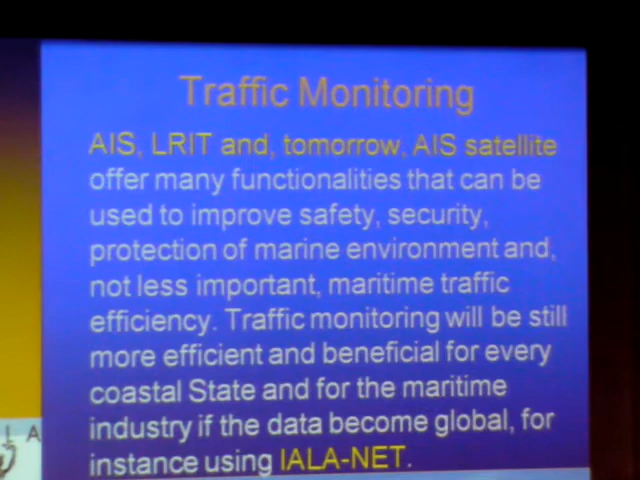 Traffic Monitoring
AIS, LRIT and, tomorrow, AIS satellite
offer many functionalities that can be
used to improve safety, security,
protection of marine environment and,
not less important, maritime traffic
efficiency. Traffic monitoring will be still
more efficient and beneficial for every
coastal State and for the maritime
industry if the data become global, for
instance using IALA-NET.
L A